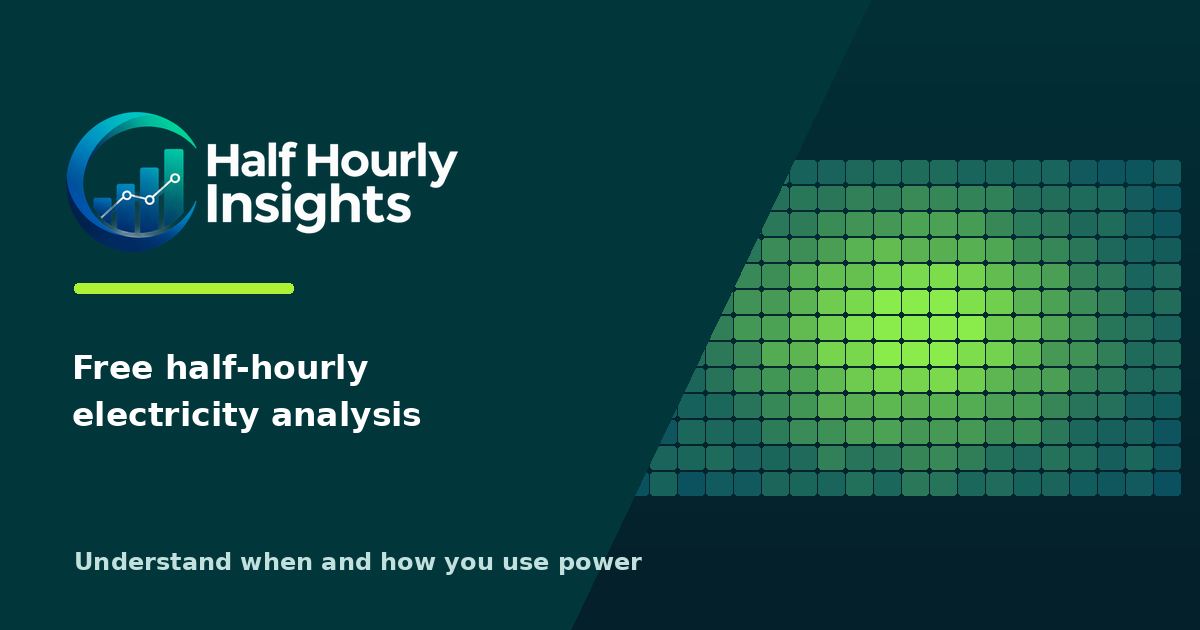 Half Hourly
Insights
Free half-hourly
electricity analysis
Understand when and how you use power